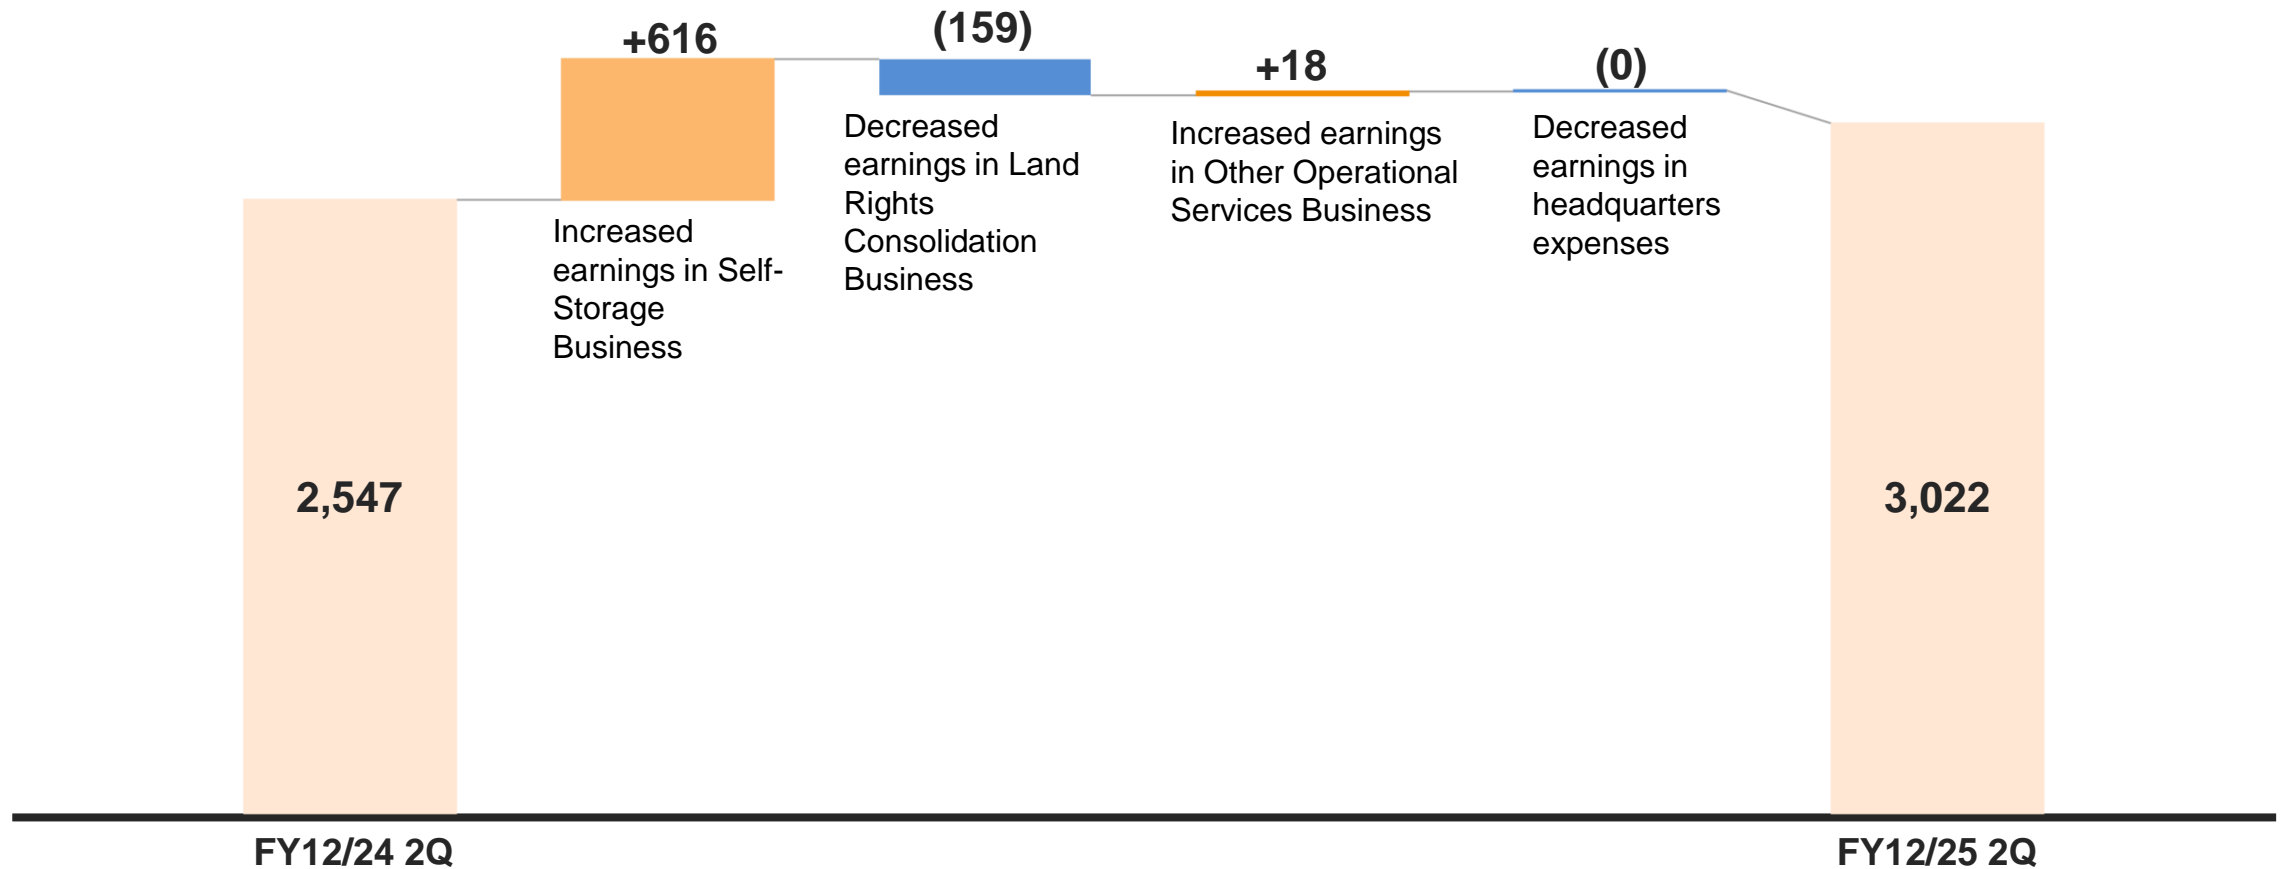 +616
(159)
+18
(0)
Increased
earnings in Self-
Storage
Business
Decreased
earnings in Land
Rights
Consolidation
Business
Increased earnings
in Other Operational
Services Business
Decreased
earnings in
headquarters
expenses
2,547
3,022
FY12/24 2Q
FY12/25 2Q